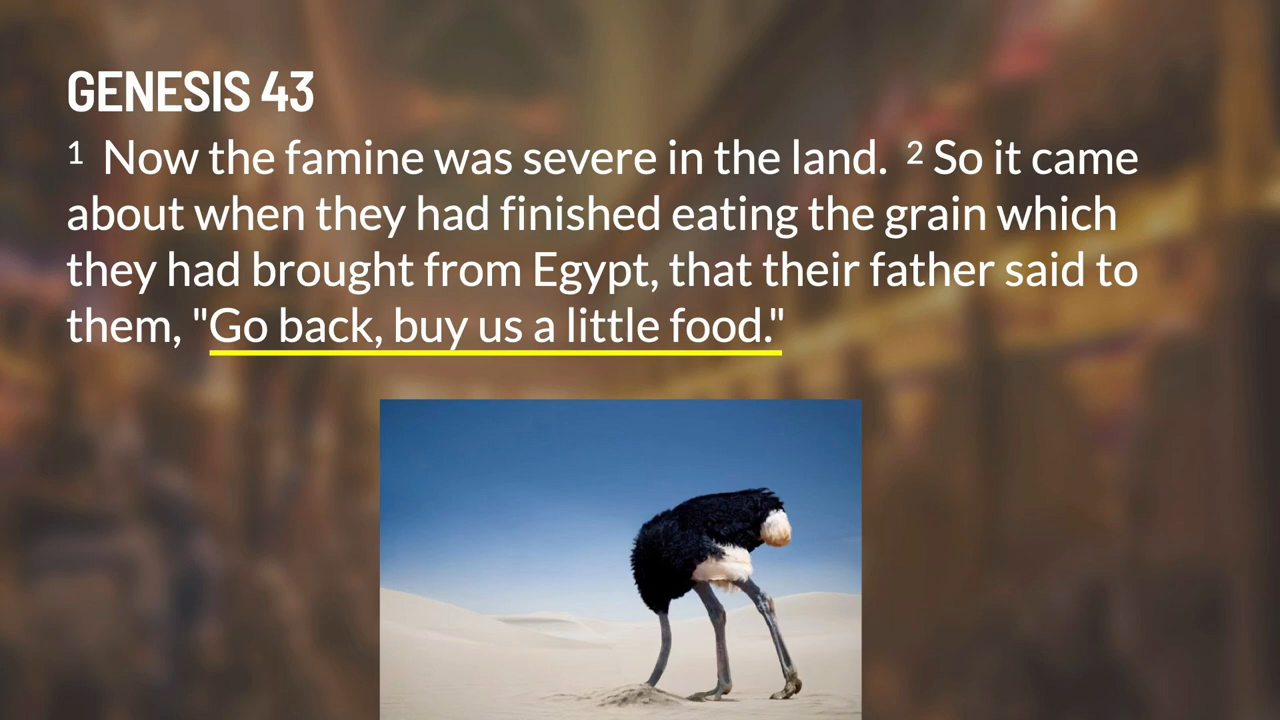 GENESIS 43
1 Now the famine was severe in the land. 2 So it came
about when they had finished eating the grain which
they had brought from Egypt, that their father said to
them, "Go back, buy us a little food."